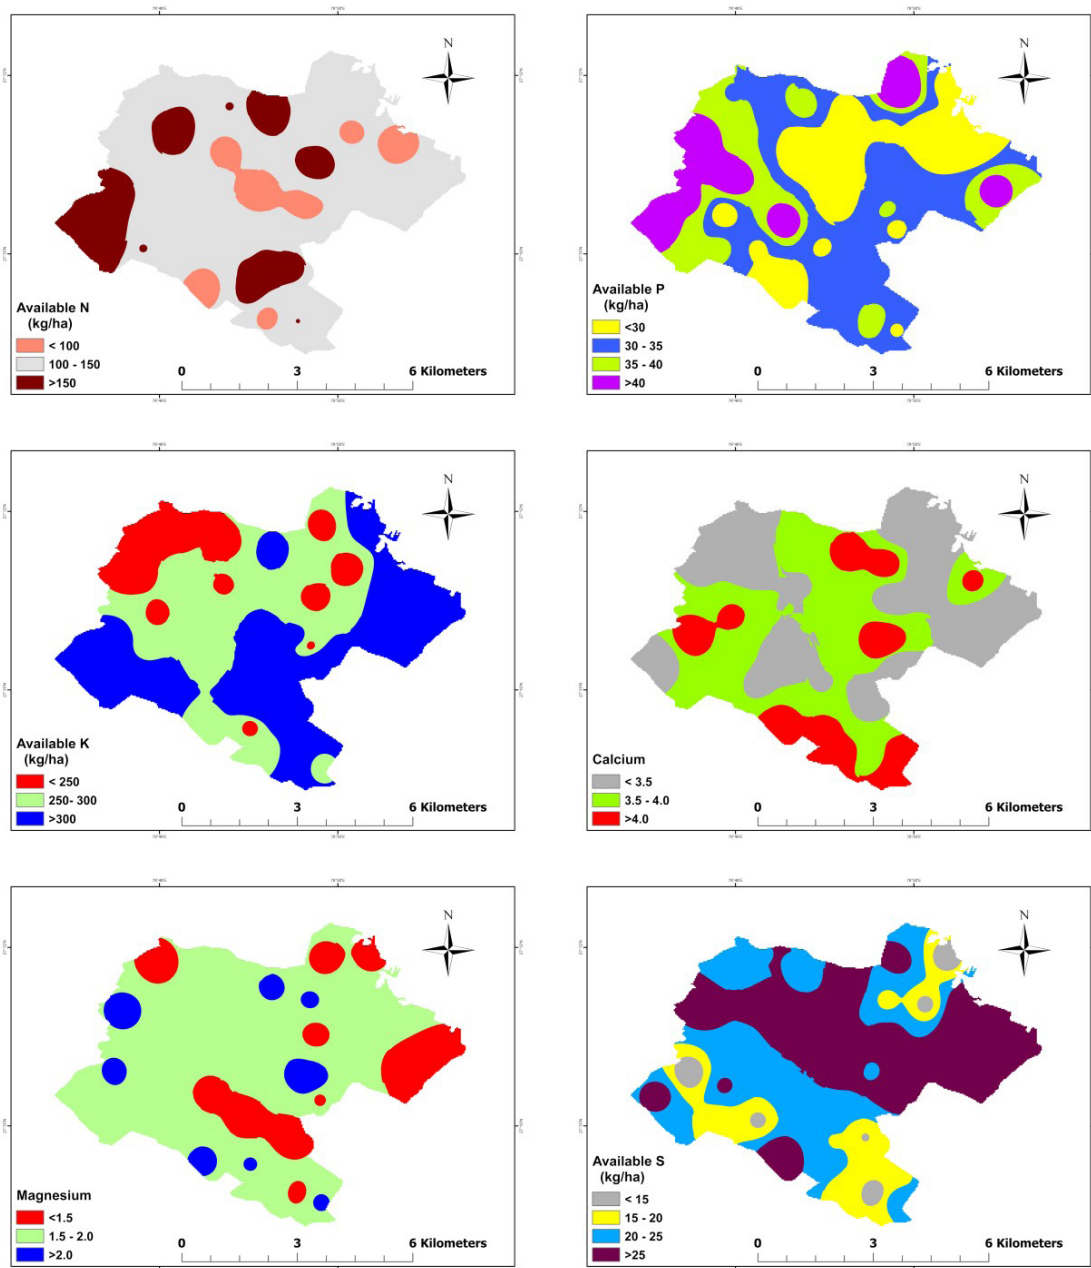 N
Available N
(kg/ha)
< 100
100 - 150
>150
0 3 6 Kilometers
N
Available P
(kg/ha)
<30
30 - 35
35 - 40
>40
0 3 6 Kilometers
N
Available K
(kg/ha)
< 250
250- 300
>300
0 3 6 Kilometers
N
Calcium
< 3.5
3.5 - 4.0
>4.0
0 3 6 Kilometers
N
Magnesium
<1.5
1.5 - 2.0
>2.0
0 3 6 Kilometers
N
Available S
(kg/ha)
< 15
15 - 20
20 - 25
>25
0 3 6 Kilometers